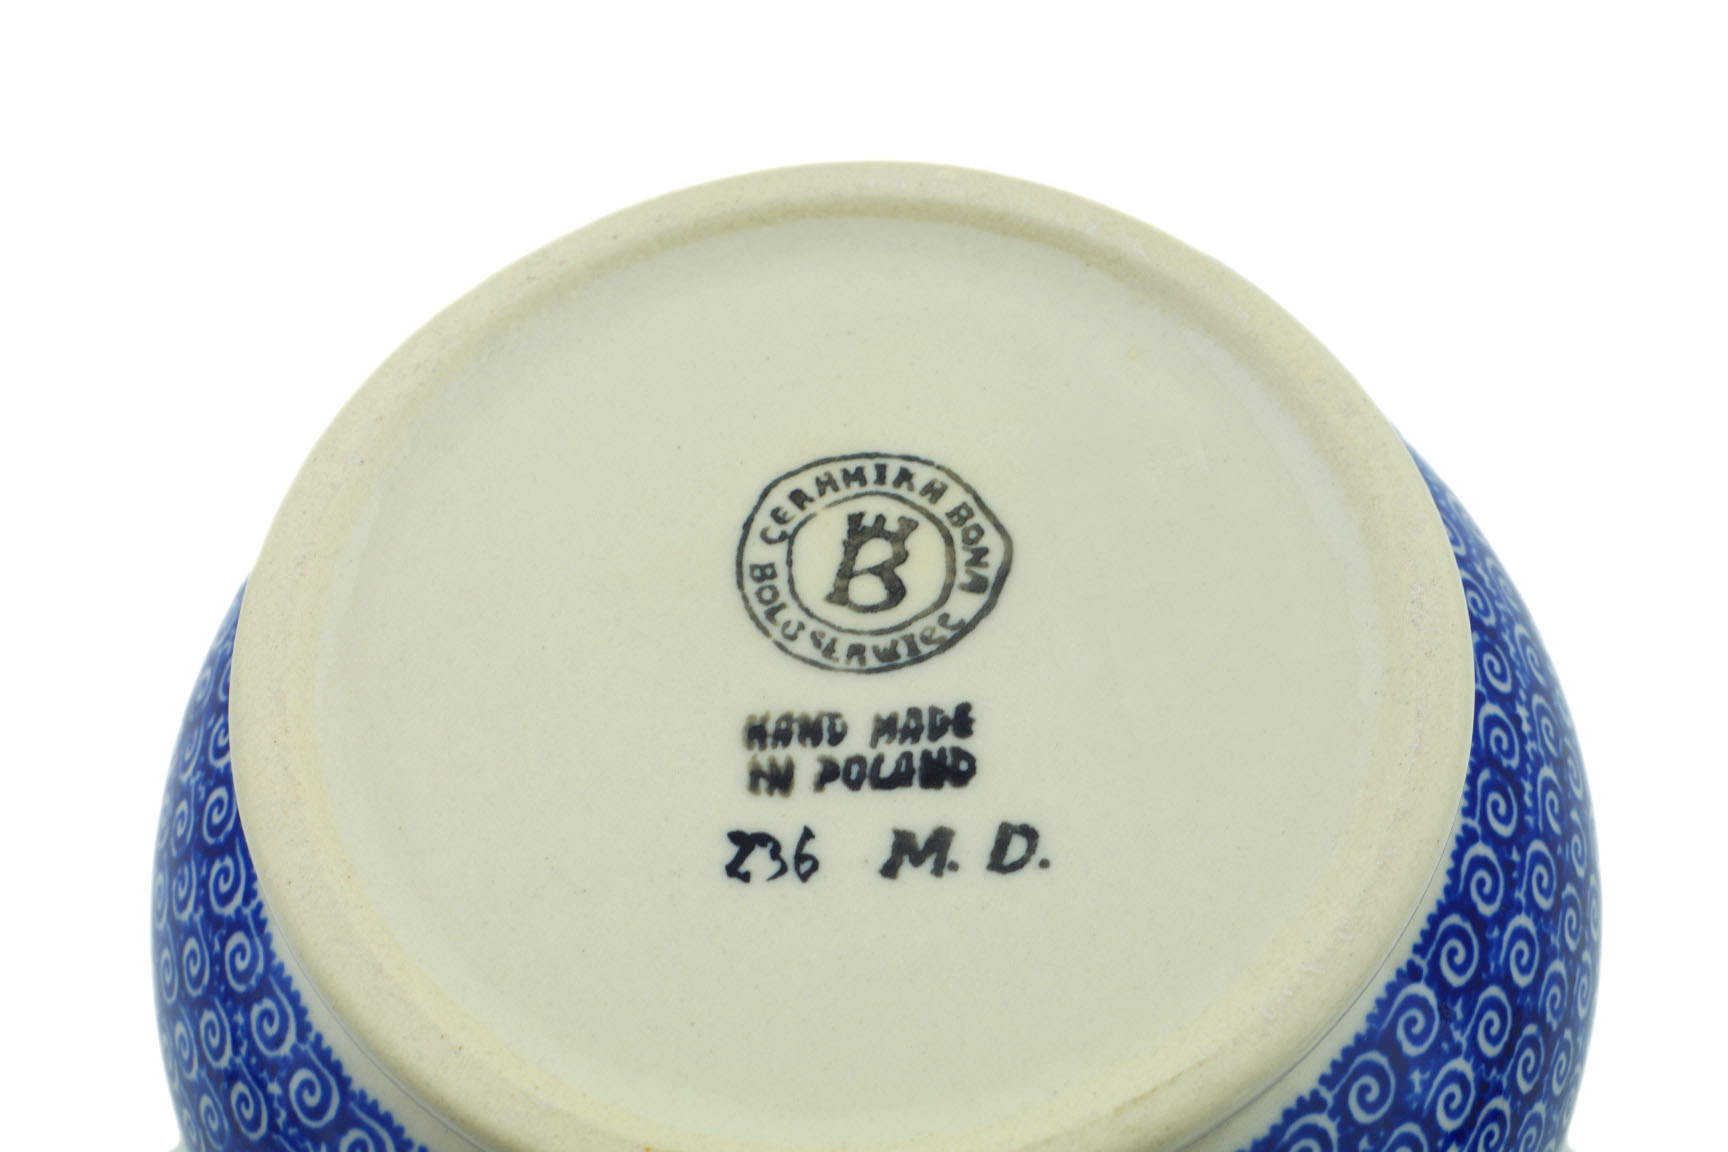 CERAMIKA BONA
BOLESŁAWIEC
B
HAND MADE
IN POLAND
236 M. D.